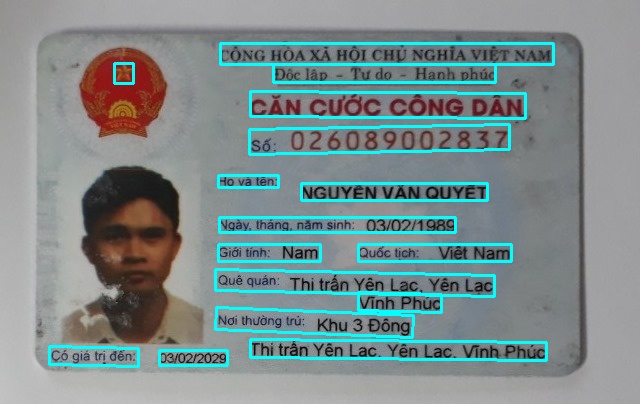 CỘNG HÒA XÃ HỘI CHỦ NGHĨA VIỆT NAM
Độc lập - Tự do - Hạnh phúc
CĂN CƯỚC CÔNG DÂN
Số: 026089002837
Họ và tên: NGUYỄN VĂN QUYẾT
Ngày, tháng, năm sinh: 03/02/1989
Giới tính: Nam Quốc tịch: Việt Nam
Quê quán: Thị trấn Yên Lạc, Yên Lạc
Vĩnh Phúc
Nơi thường trú: Khu 3 Đông
Thị trấn Yên Lạc, Yên Lạc, Vĩnh Phúc
Có giá trị đến: 03/02/2029